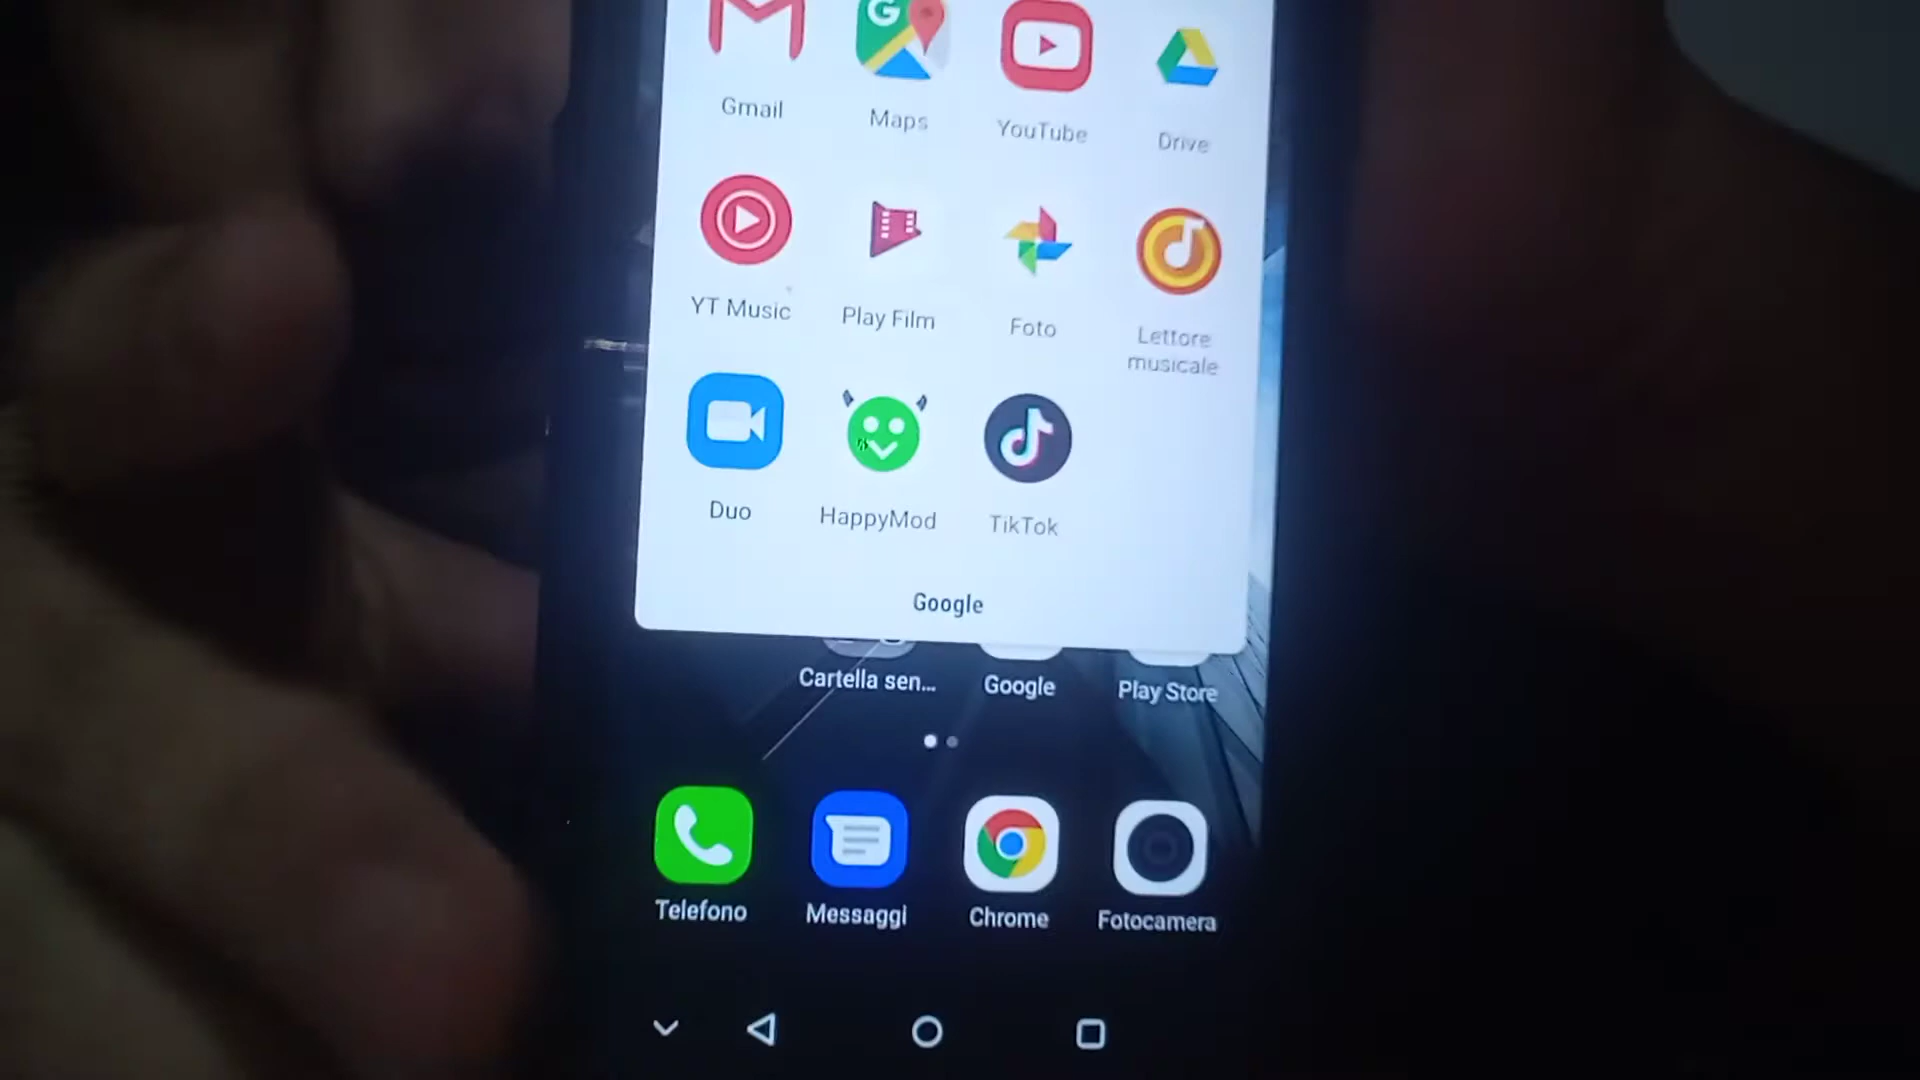 Gmail
Maps
YouTube
Drive
YT Music
Play Film
Foto
Lettore
musicale
Duo
HappyMod
TikTok
Google
Cartella sen...
Google
Play Store
Telefono
Messaggi
Chrome
Fotocamera